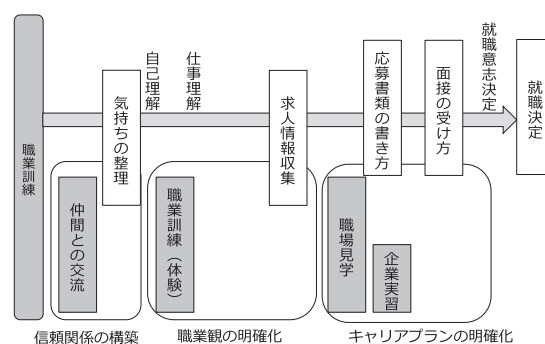 職業訓練
気持ちの整理
自己理解
仕事理解
求人情報収集
応募書類の書き方
面接の受け方
就職意志決定
就職決定
仲間との交流
職業訓練（体験）
職場見学
企業実習
信頼関係の構築
職業観の明確化
キャリアプランの明確化